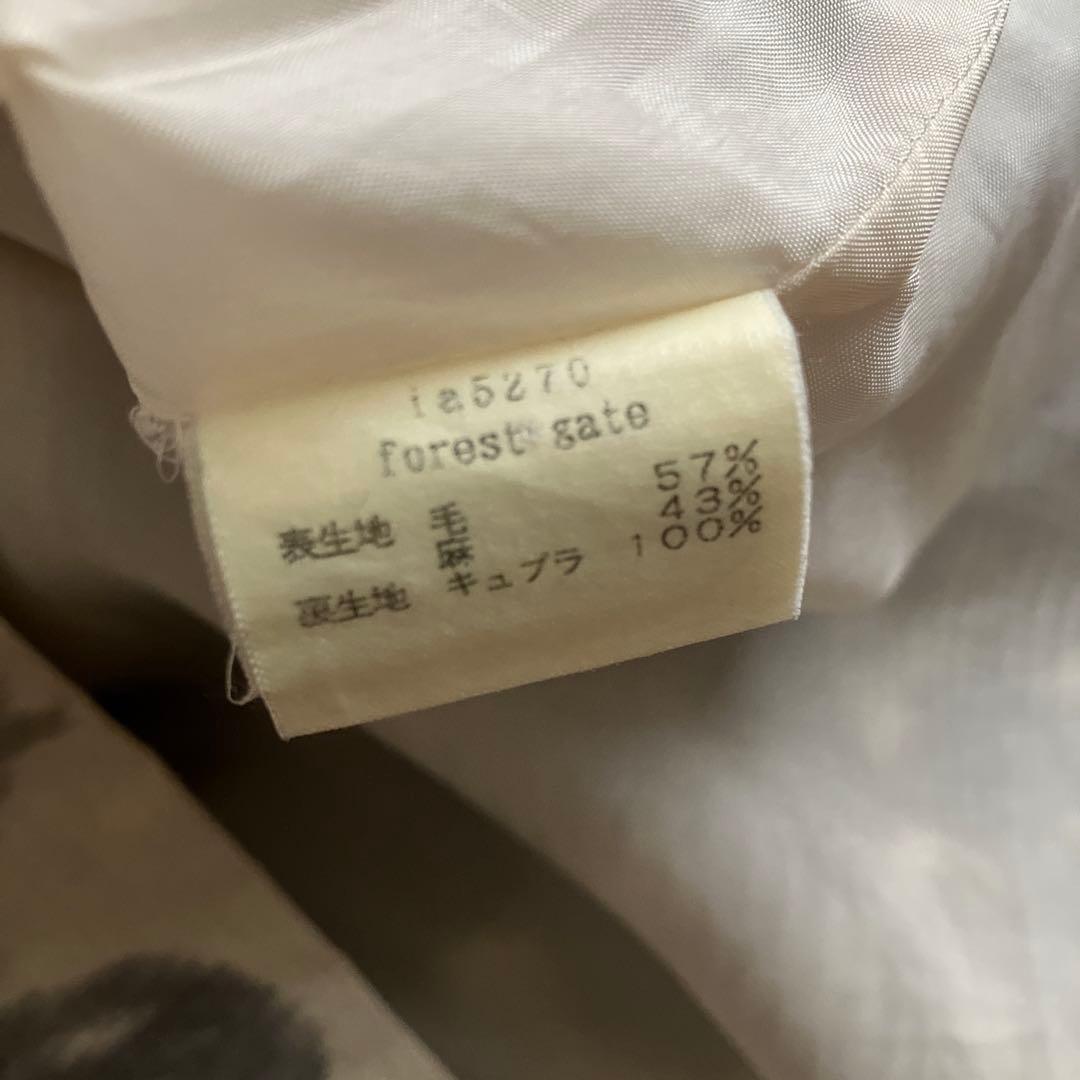 ia5270
forest gate
表生地 毛 57%
麻 43%
裏生地 キュプラ 100%